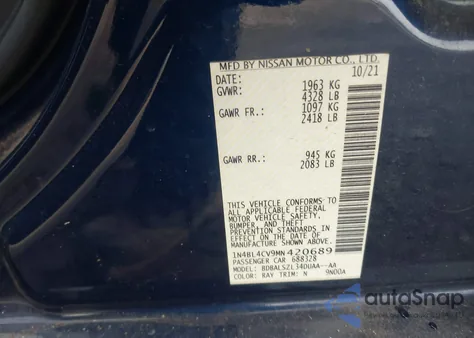 MFD BY NISSAN MOTOR CO., LTD.
DATE: 10/21
GVWR: 1963 KG
4328 LB
GAWR FR.: 1097 KG
2418 LB
GAWR RR.: 945 KG
2083 LB
THIS VEHICLE CONFORMS TO
ALL APPLICABLE FEDERAL
MOTOR VEHICLE SAFETY,
BUMPER, AND THEFT
PREVENTION STANDARDS IN
EFFECT ON THE DATE OF
MANUFACTURE SHOWN ABOVE.
1N4BL4CV9MN420689
PASSENGER CAR 688328
MODEL: BDBALSZL34DUAA--AA
COLOR: RAY TRIM: N 9N00A
autoSnap